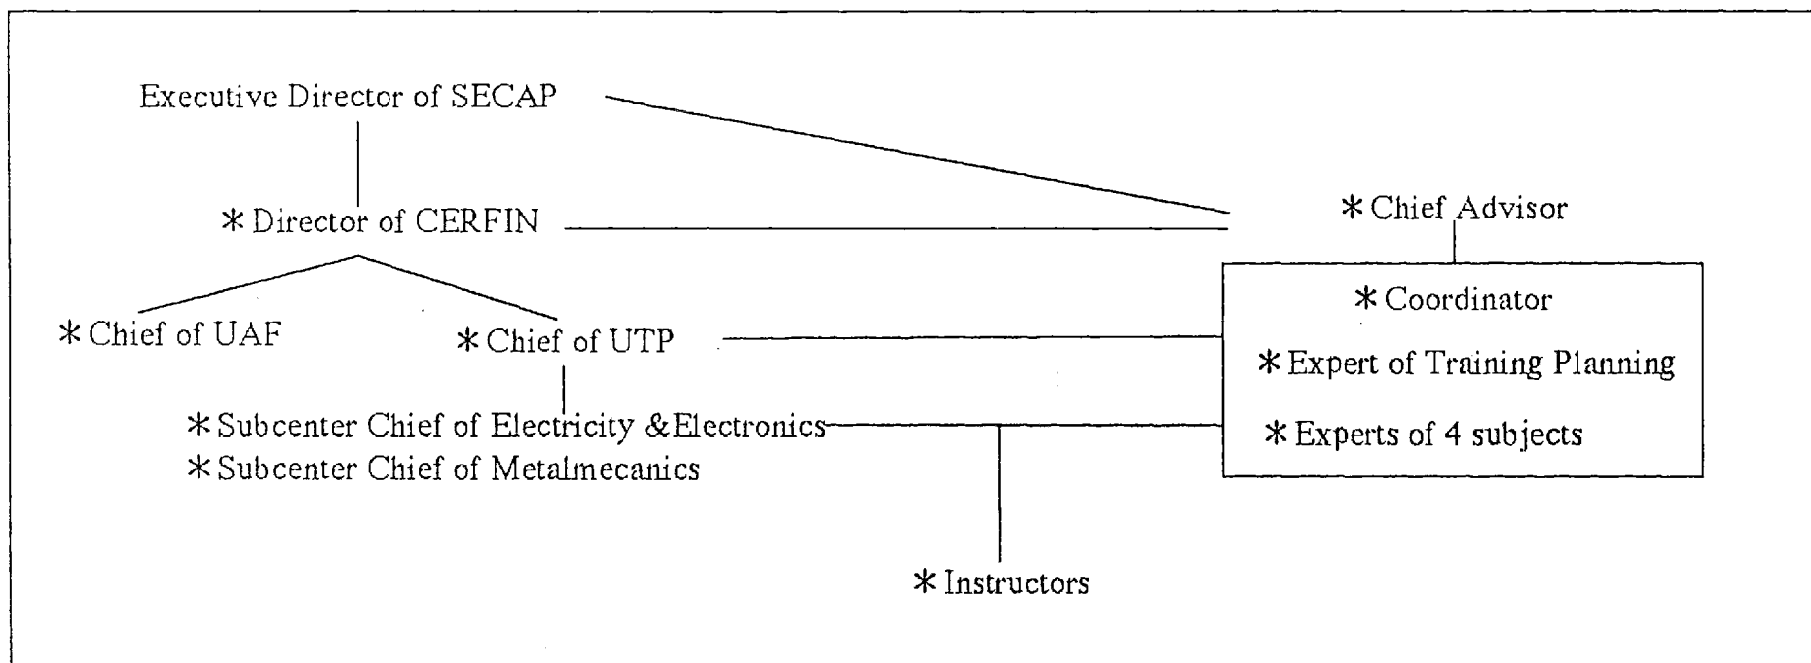 Executive Director of SECAP
* Chief Advisor
* Director of CERFIN
* Coordinator
* Chief of UAF
* Chief of UTP
* Expert of Training Planning
* Subcenter Chief of Electricity &Electronics
* Experts of 4 subjects
* Subcenter Chief of Metalmecanics
* Instructors